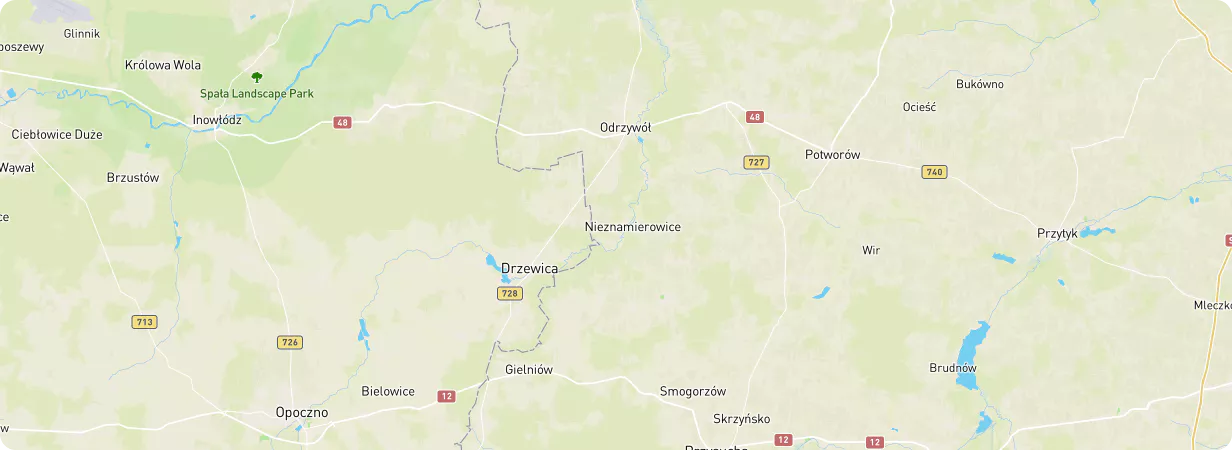 Glinnik
Królowa Wola
Spała Landscape Park
Inowłódz
Ciebłowice Duże
Wąwał
Brzustów
48
Odrzywół
48
Bukówno
Ocieść
Potworów
727
740
Nieznamierowice
Przytyk
Wir
Drzewica
728
713
726
Gielniów
Bielowice
12
Opoczno
Smogorzów
Skrzyńsko
12
12
Brudnów